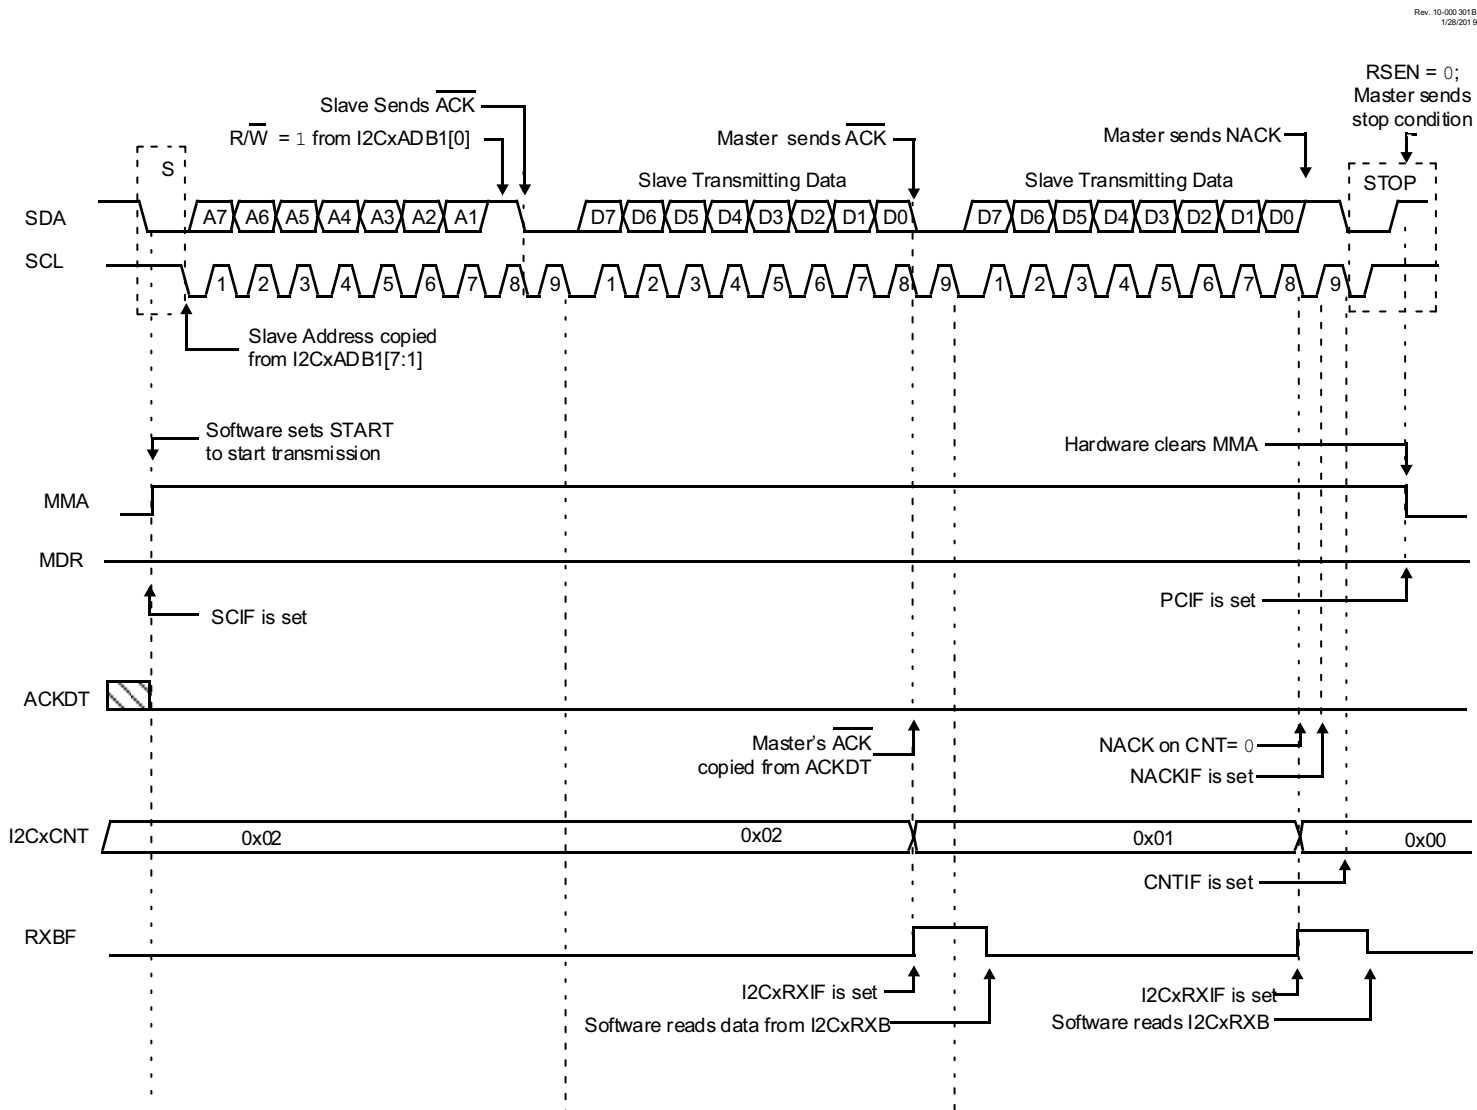 Rev. 10-000 301B
1/28/2019
RSEN = 0;
Master sends
stop condition
Slave Sends ACK
R/W = 1 from I2CxADB1[0]
Master sends ACK
Master sends NACK
S
Slave Transmitting Data
Slave Transmitting Data
STOP
SDA
A7 A6 A5 A4 A3 A2 A1
D7 D6 D5 D4 D3 D2 D1 D0
D7 D6 D5 D4 D3 D2 D1 D0
SCL
1 2 3 4 5 6 7 8 9
1 2 3 4 5 6 7 8 9
1 2 3 4 5 6 7 8 9
Slave Address copied
from I2CxADB1[7:1]
Software sets START
to start transmission
Hardware clears MMA
MMA
MDR
SCIF is set
PCIF is set
ACKDT
Master's ACK
copied from ACKDT
NACK on CNT= 0
NACKIF is set
I2CxCNT
0x02
0x02
0x01
0x00
CNTIF is set
RXBF
I2CxRXIF is set
Software reads data from I2CxRXB
I2CxRXIF is set
Software reads I2CxRXB